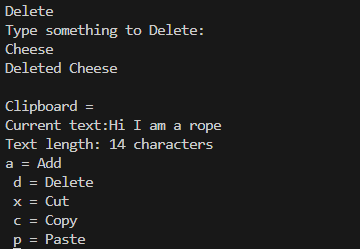 Delete
Type something to Delete:
Cheese
Deleted Cheese
Clipboard =
Current text:Hi I am a rope
Text length: 14 characters
a = Add
d = Delete
x = Cut
c = Copy
p = Paste